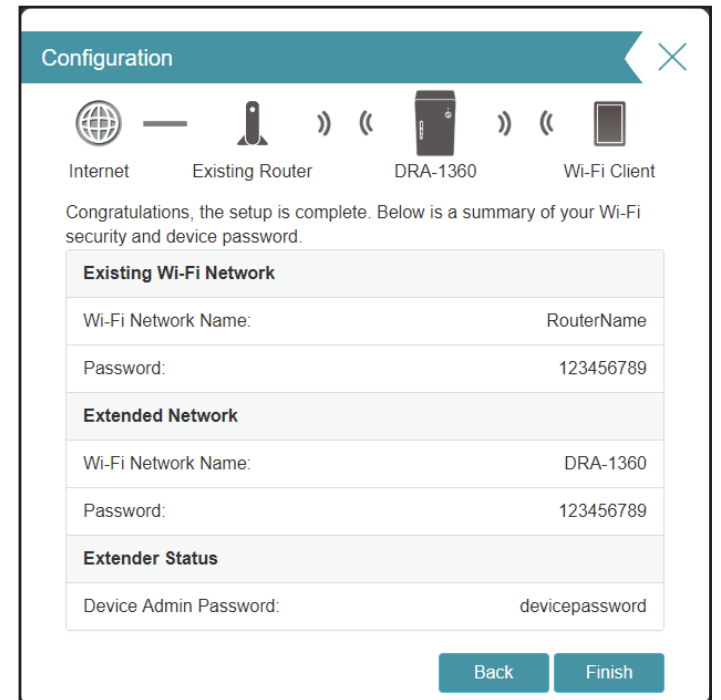 Configuration
Internet
Existing Router
DRA-1360
Wi-Fi Client
Congratulations, the setup is complete. Below is a summary of your Wi-Fi
security and device password.
Existing Wi-Fi Network
Wi-Fi Network Name: RouterName
Password: 123456789
Extended Network
Wi-Fi Network Name: DRA-1360
Password: 123456789
Extender Status
Device Admin Password: devicepassword
Back
Finish